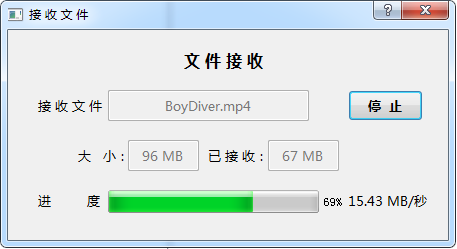 接收文件
文件接收
接收文件 BoyDiver.mp4 停 止
大 小: 96 MB 已接收: 67 MB
进 度 69% 15.43 MB/秒